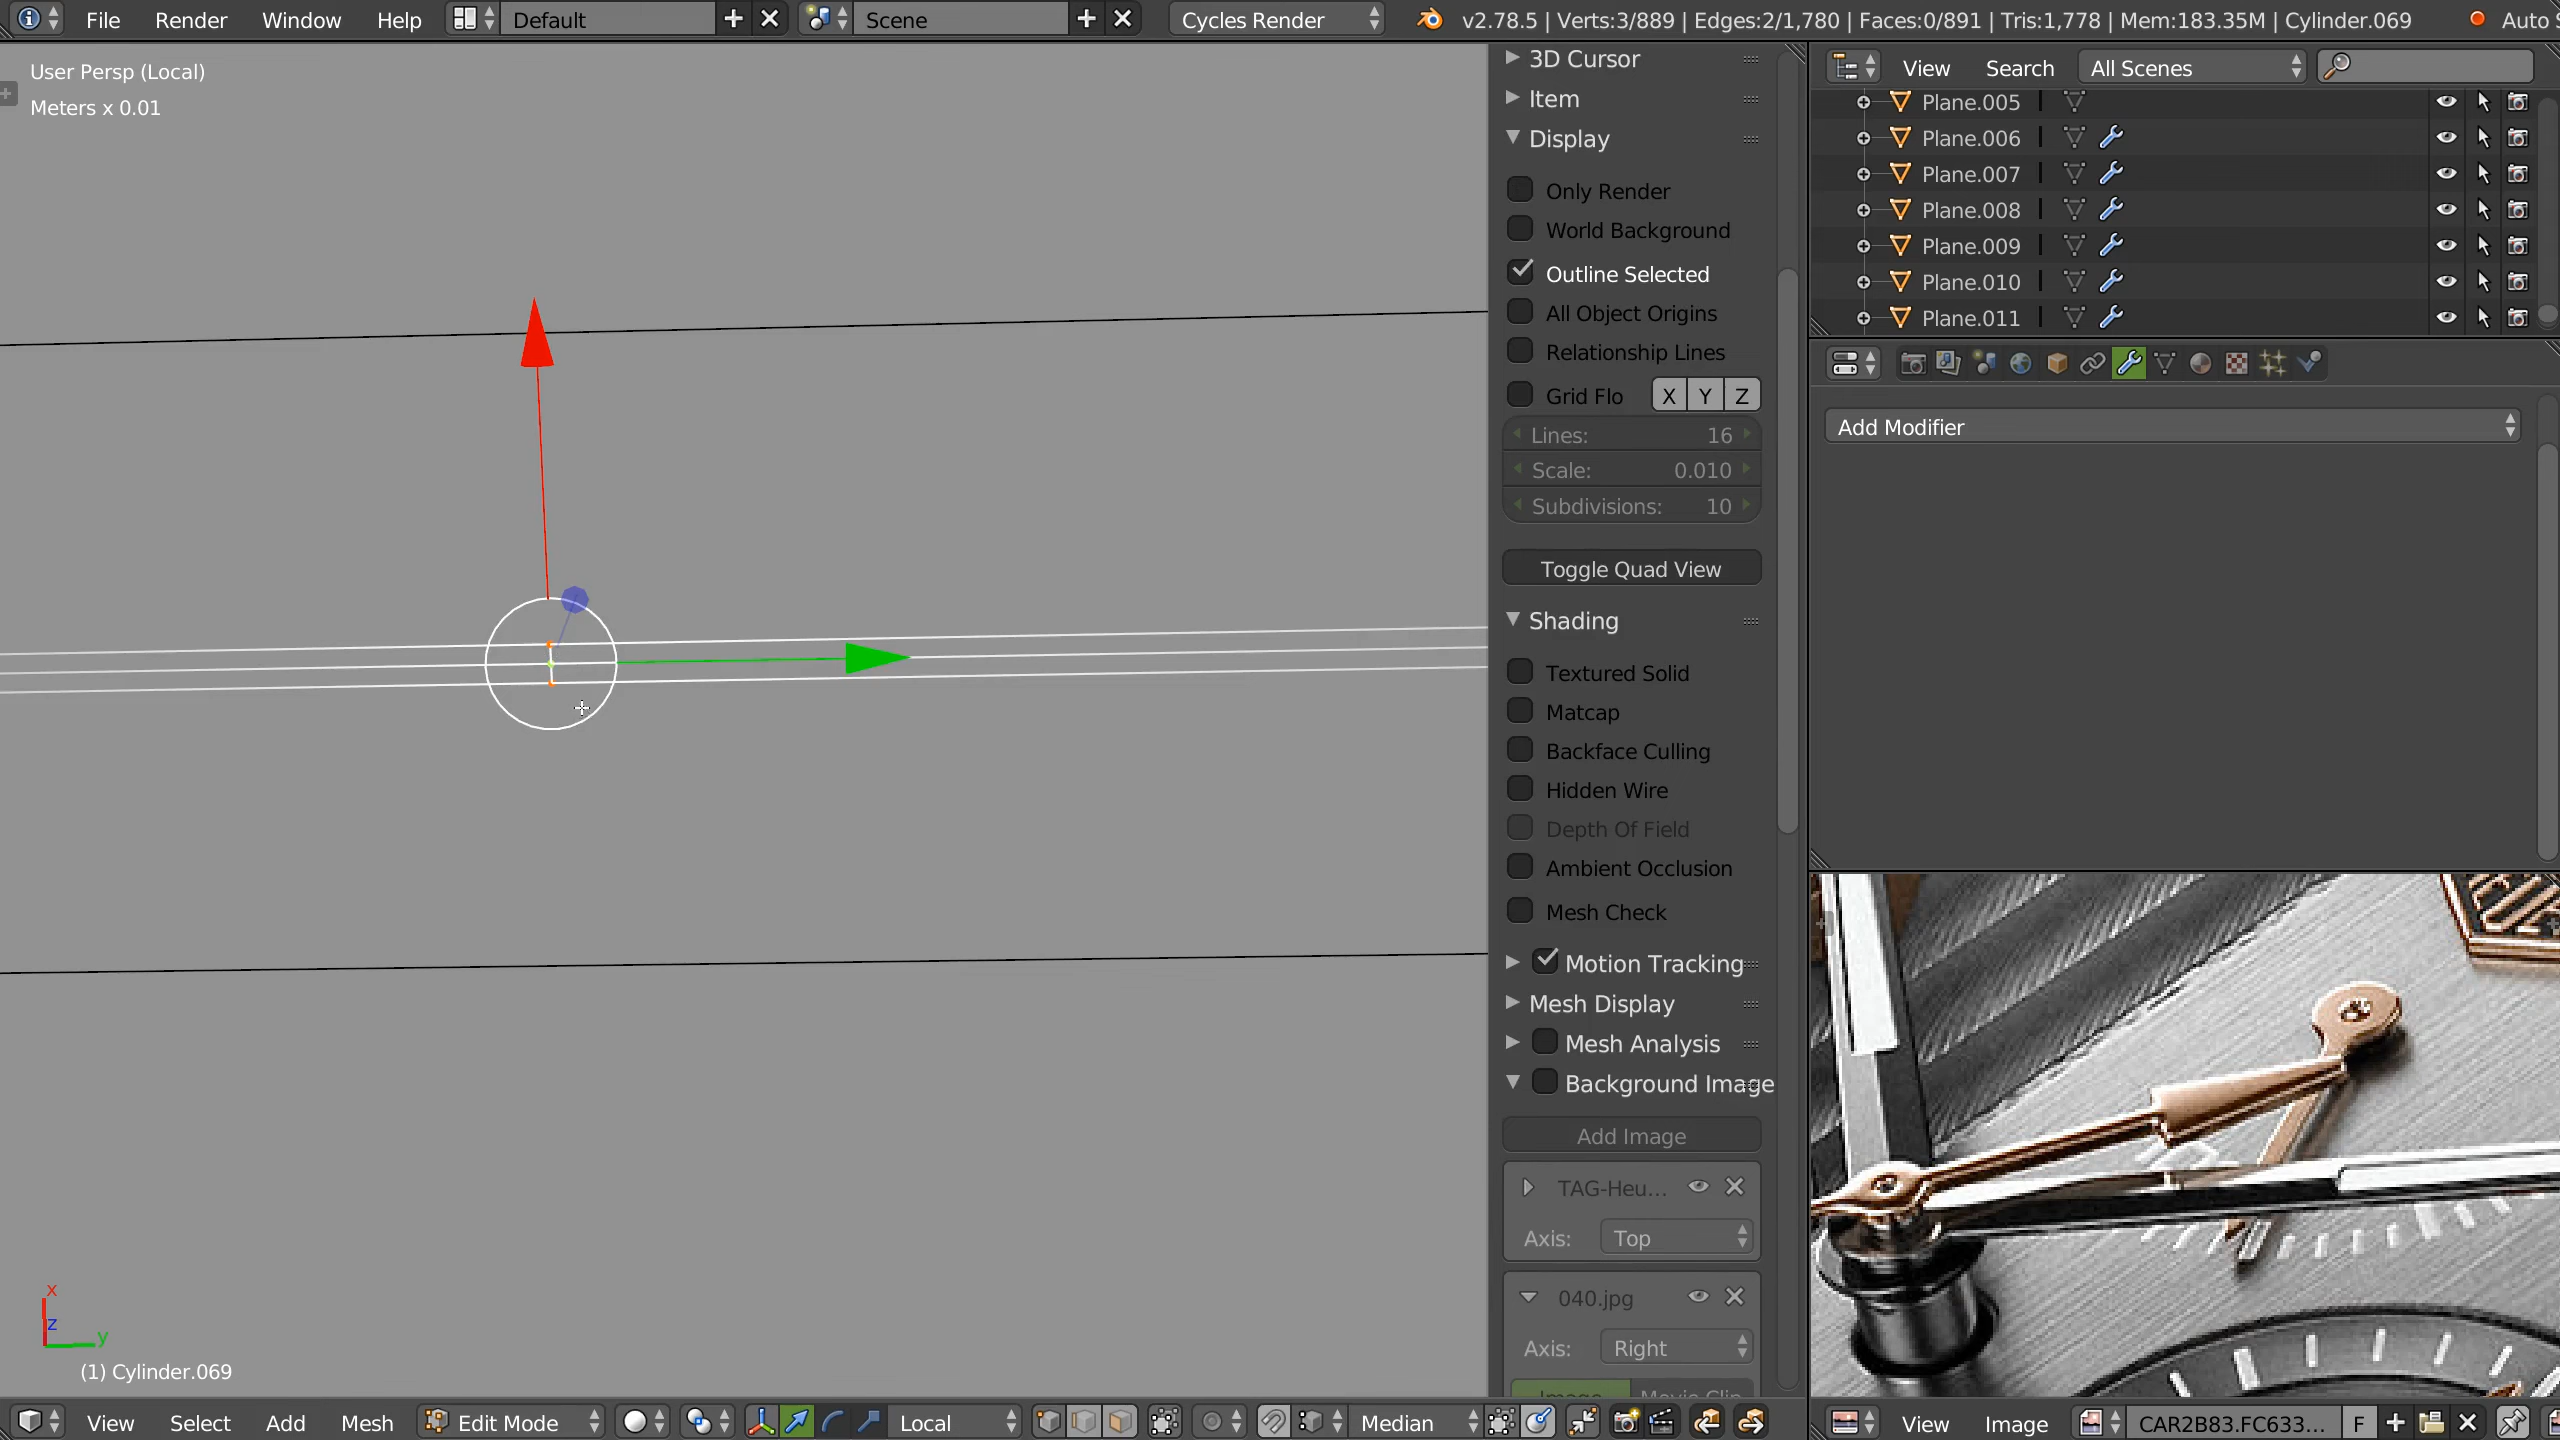 File Render Window Help Default Scene Cycles Render v2.78.5 | Verts:3/889 | Edges:2/1,780 | Faces:0/891 | Tris:1,778 | Mem:183.35M | Cylinder.069 Auto
User Persp (Local)
Meters x 0.01
x
z
y
(1) Cylinder.069
3D Cursor
Item
Display
Only Render
World Background
Outline Selected
All Object Origins
Relationship Lines
Grid Flo X Y Z
Lines: 16
Scale: 0.010
Subdivisions: 10
Toggle Quad View
Shading
Textured Solid
Matcap
Backface Culling
Hidden Wire
Depth Of Field
Ambient Occlusion
Mesh Check
Motion Tracking
Mesh Display
Mesh Analysis
Background Image
Add Image
TAG-Heu...
Axis: Top
040.jpg
Axis: Right
Image Movie Clip
View Search All Scenes
Plane.005
Plane.006
Plane.007
Plane.008
Plane.009
Plane.010
Plane.011
Add Modifier
View Select Add Mesh Edit Mode Local Median
View Image CAR2B83.FC633... F